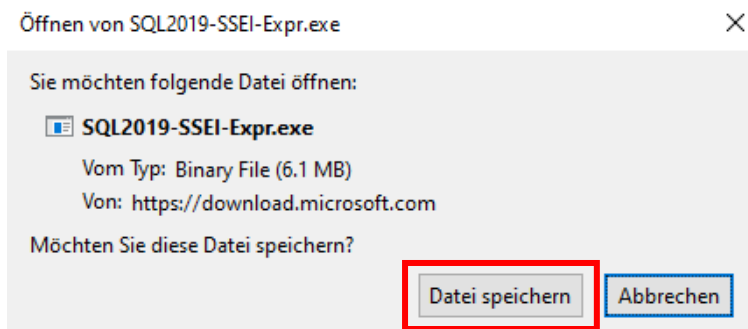 Öffnen von SQL2019-SSEI-Expr.exe
Sie möchten folgende Datei öffnen:
SQL2019-SSEI-Expr.exe
Vom Typ: Binary File (6.1 MB)
Von: https://download.microsoft.com
Möchten Sie diese Datei speichern?
Datei speichern Abbrechen